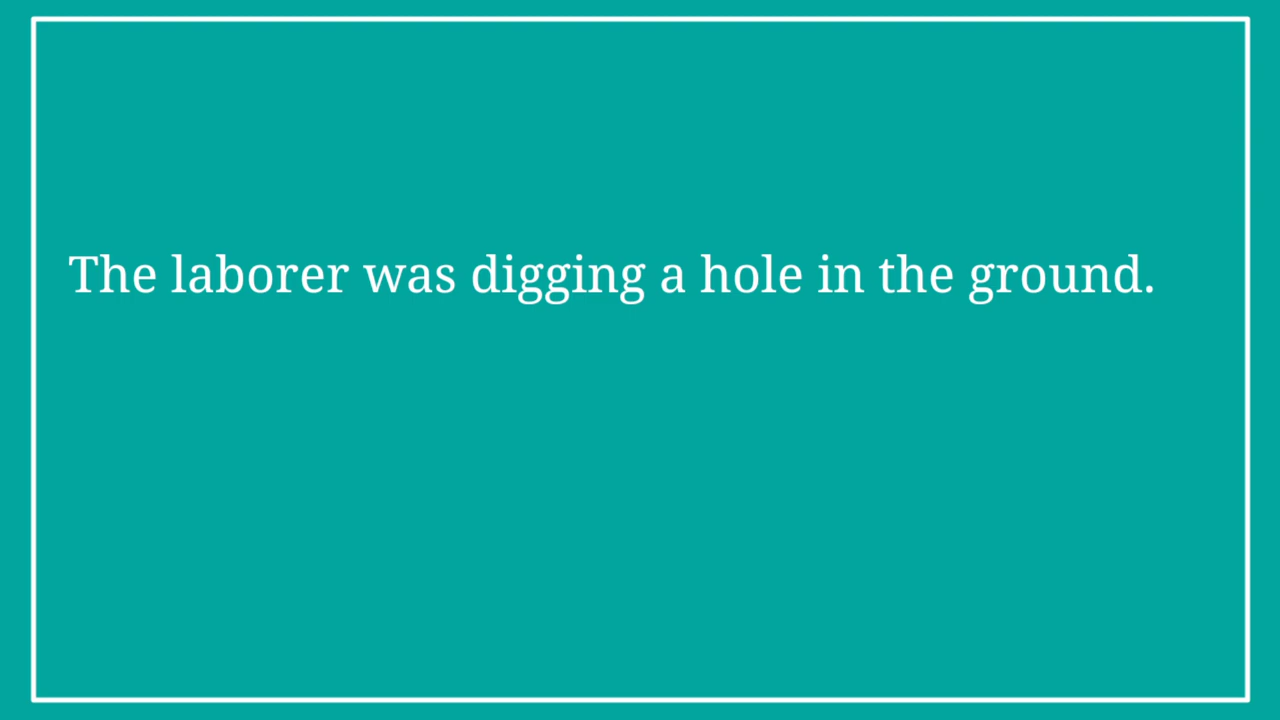 The laborer was digging a hole in the ground.